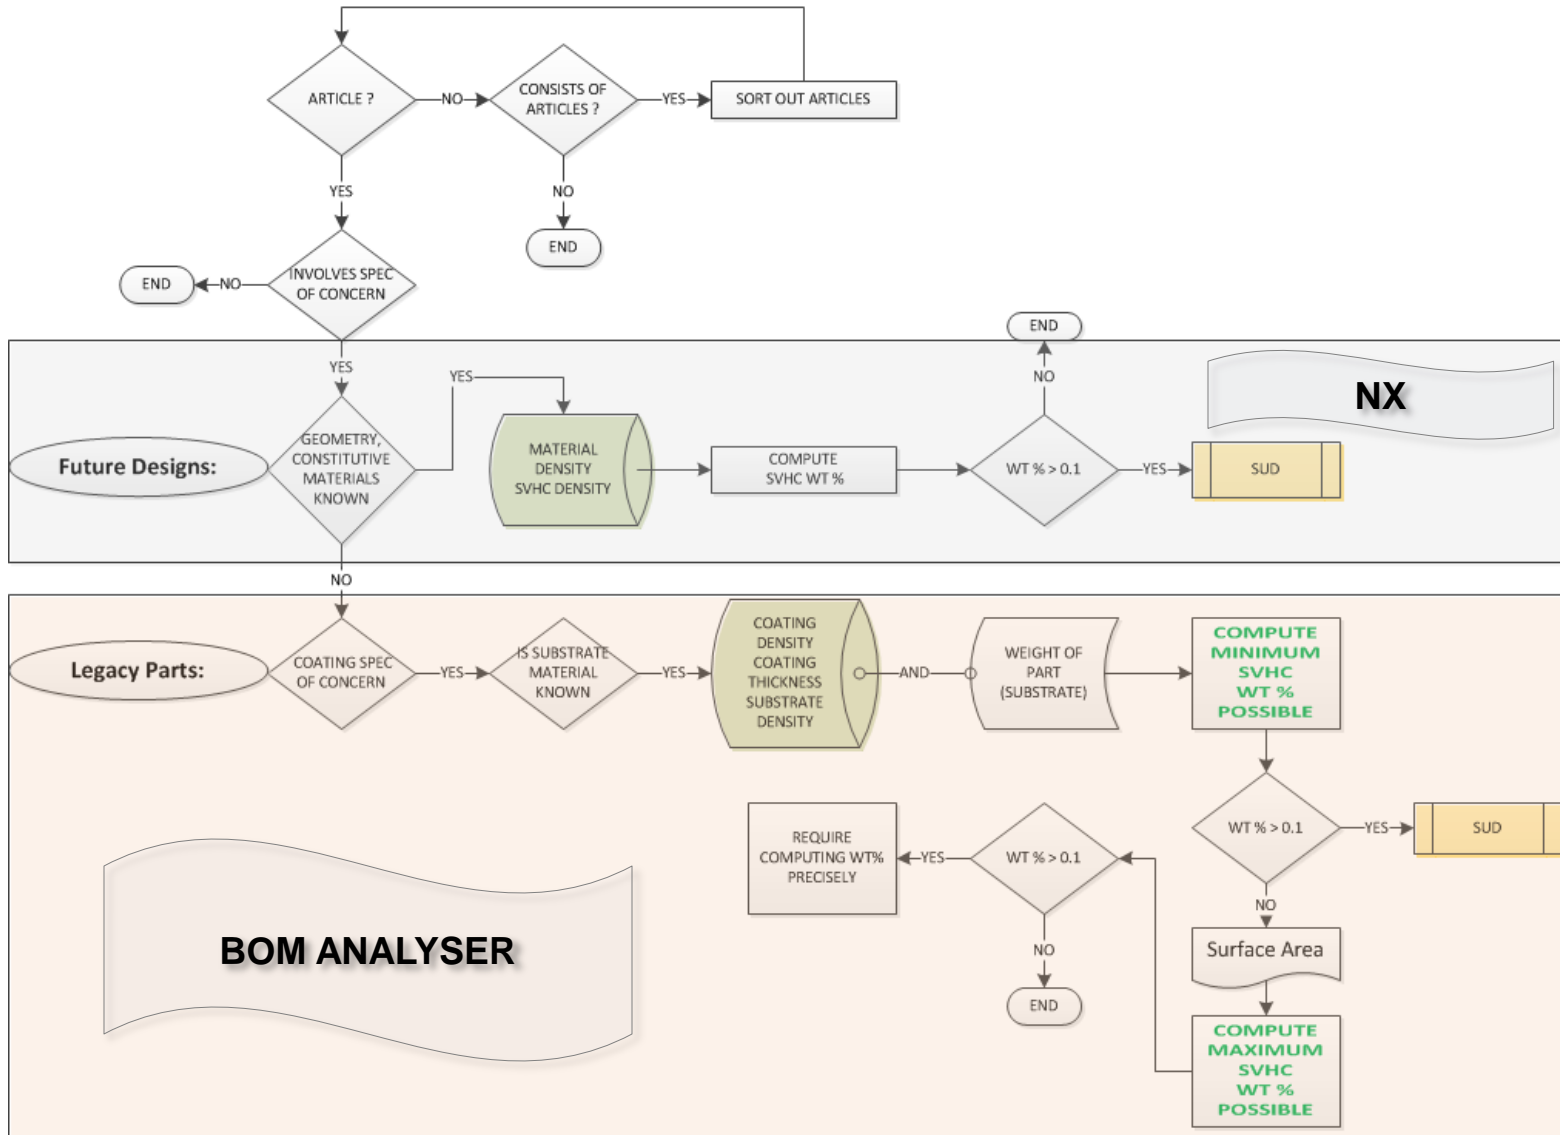 ARTICLE ?
NO
CONSISTS OF
ARTICLES ?
YES
SORT OUT ARTICLES
YES
NO
END
INVOLVES SPEC
OF CONCERN
NO
END
YES
END
NO
NX
Future Designs:
GEOMETRY,
CONSTITUTIVE
MATERIALS
KNOWN
YES
MATERIAL
DENSITY
SVHC DENSITY
COMPUTE
SVHC WT %
WT % > 0.1
YES
SUD
NO
Legacy Parts:
COATING SPEC
OF CONCERN
YES
IS SUBSTRATE
MATERIAL
KNOWN
YES
COATING
DENSITY
COATING
THICKNESS
SUBSTRATE
DENSITY
AND
WEIGHT OF
PART
(SUBSTRATE)
COMPUTE
MINIMUM
SVHC
WT %
POSSIBLE
WT % > 0.1
YES
SUD
NO
Surface Area
COMPUTE
MAXIMUM
SVHC
WT %
POSSIBLE
WT % > 0.1
YES
REQUIRE
COMPUTING WT%
PRECISELY
NO
END
BOM ANALYSER